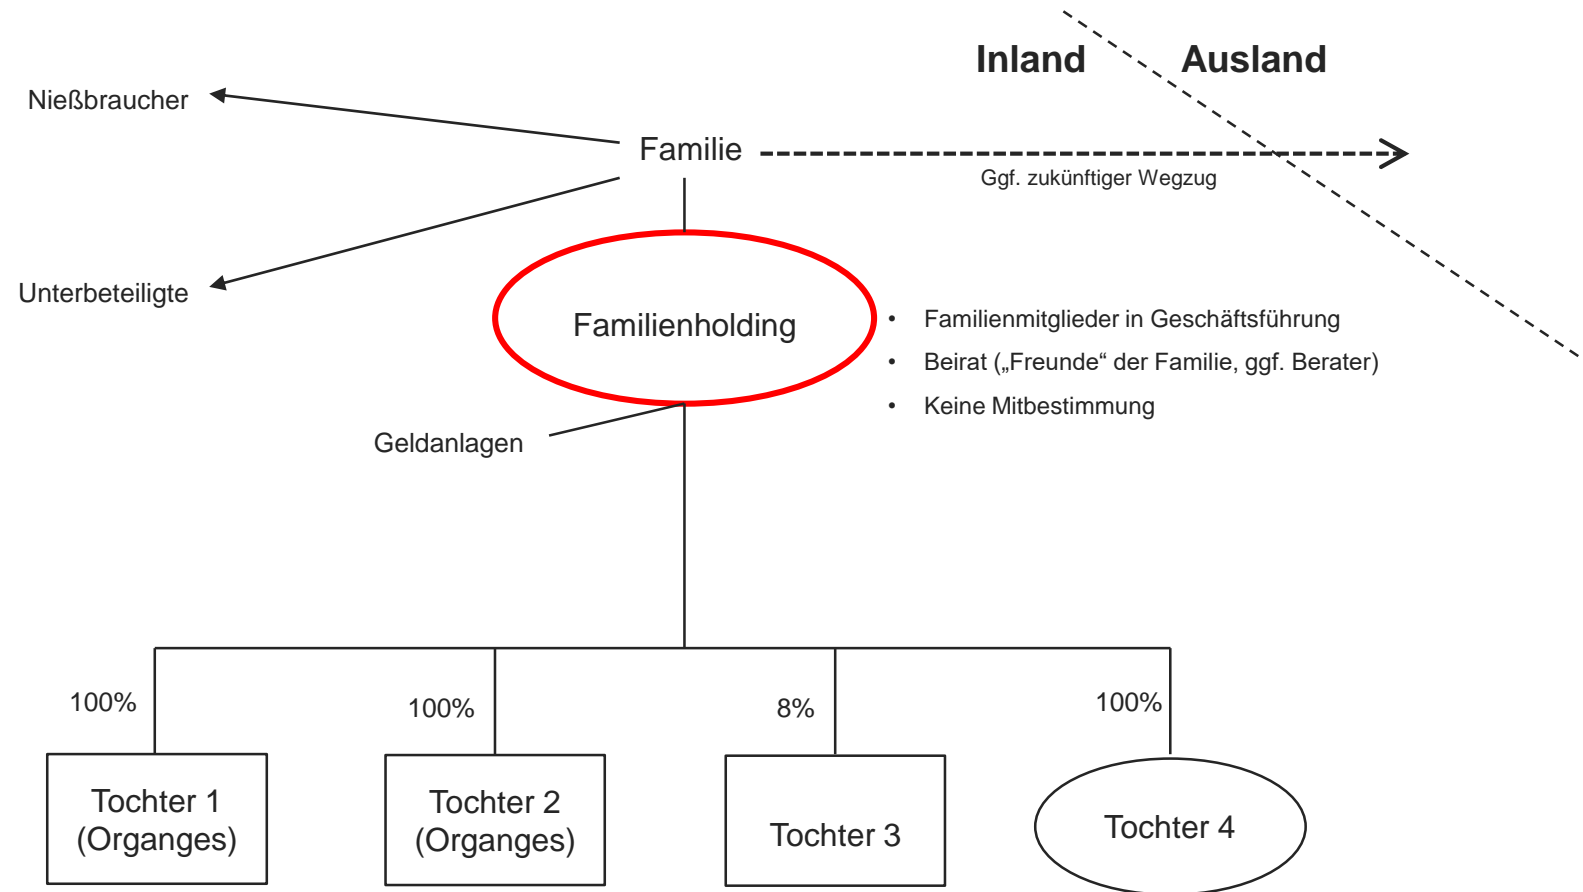 Inland
Ausland
Nießbraucher
Familie
Ggf. zukünftiger Wegzug
Unterbeteiligte
Familienholding
• Familienmitglieder in Geschäftsführung
• Beirat („Freunde“ der Familie, ggf. Berater)
• Keine Mitbestimmung
Geldanlagen
100%
100%
8%
100%
Tochter 1
(Organges)
Tochter 2
(Organges)
Tochter 3
Tochter 4